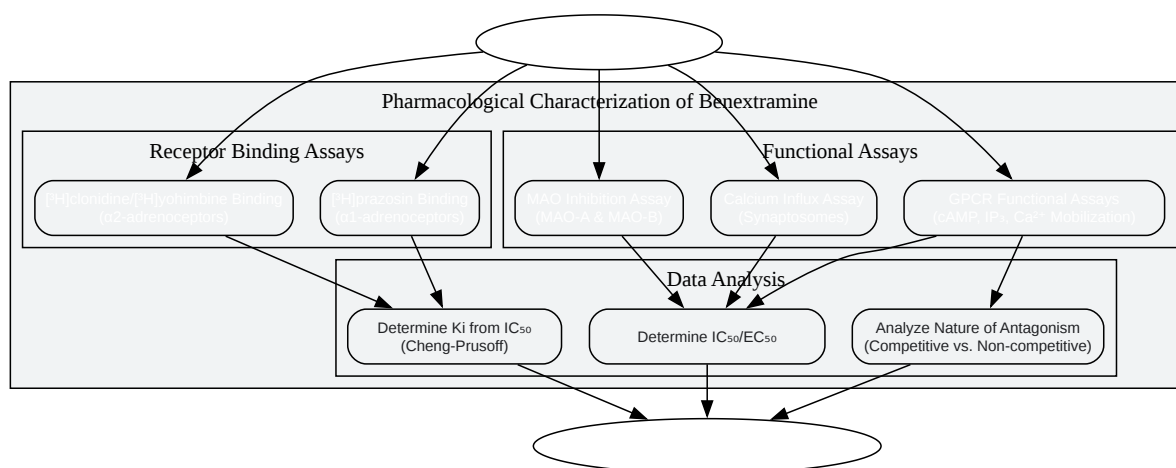 Pharmacological Characterization of Benextramine
Receptor Binding Assays
Functional Assays
[³H]clonidine/[³H]yohimbine Binding
(α2-adrenoceptors)
[³H]prazosin Binding
(α1-adrenoceptors)
MAO Inhibition Assay
(MAO-A & MAO-B)
Calcium Influx Assay
(Synaptosomes)
GPCR Functional Assays
(cAMP, IP₃, Ca²⁺ Mobilization)
Data Analysis
Determine Ki from IC₅₀
(Cheng-Prusoff)
Determine IC₅₀/EC₅₀
Analyze Nature of Antagonism
(Competitive vs. Non-competitive)